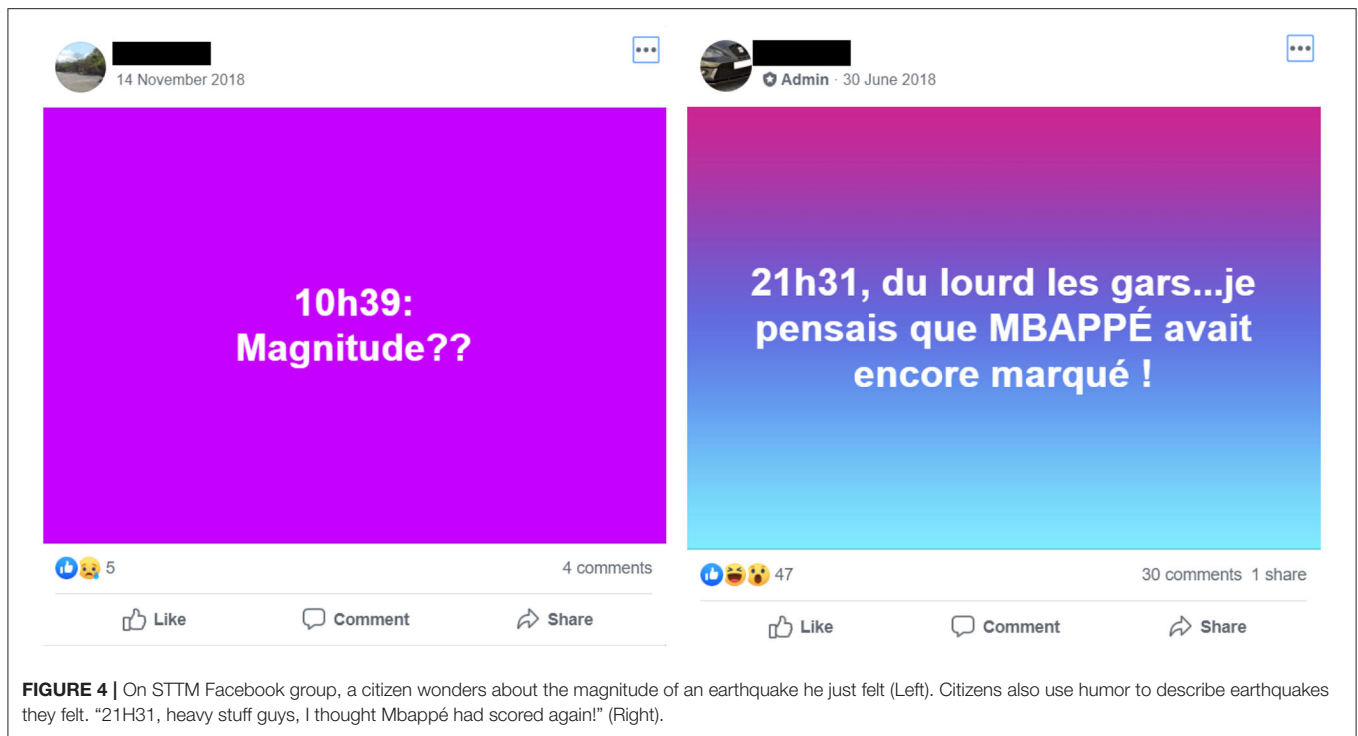 14 November 2018
Admin · 30 June 2018
10h39:
Magnitude??
21h31, du lourd les gars...je
pensais que MBAPPÉ avait
encore marqué !
5
4 comments
47
30 comments 1 share
Like
Comment
Share
Like
Comment
Share
FIGURE 4 | On STTM Facebook group, a citizen wonders about the magnitude of an earthquake he just felt (Left). Citizens also use humor to describe earthquakes
they felt. “21H31, heavy stuff guys, I thought Mbappé had scored again!” (Right).